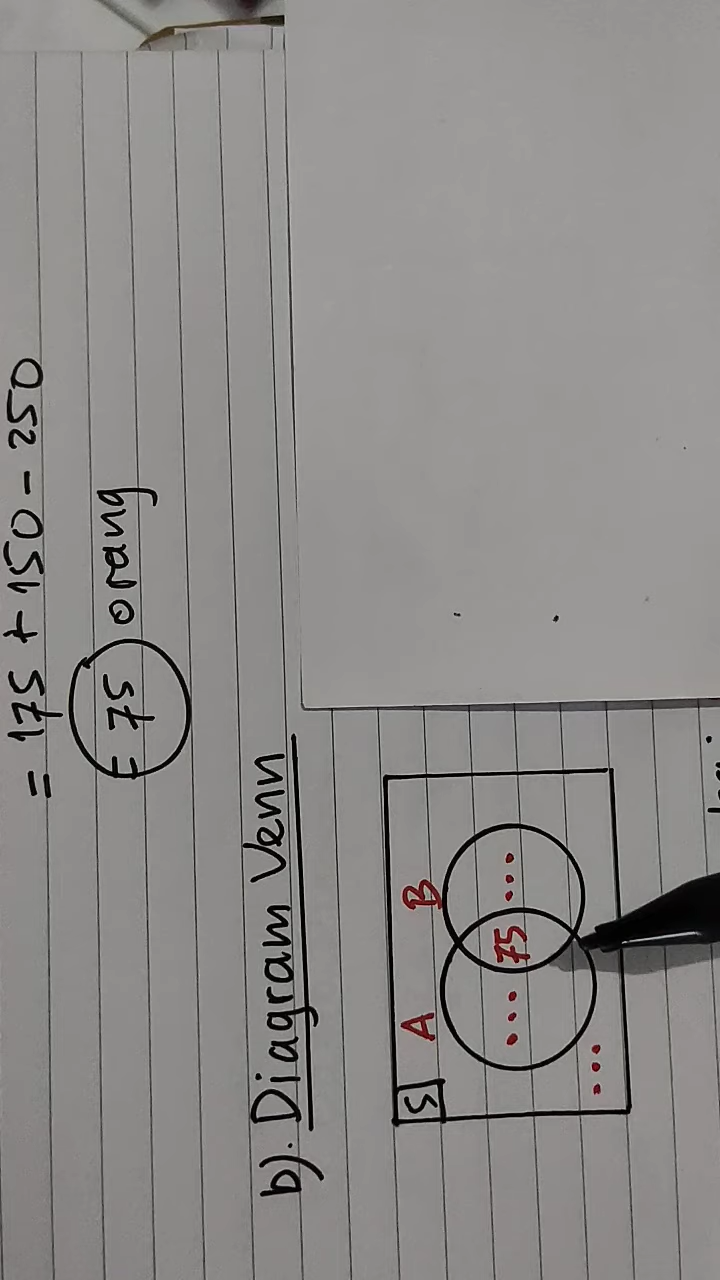 = 175 + 150 - 250
= 75 orang
b). Diagram Venn
S
A B
... 75 ...
...